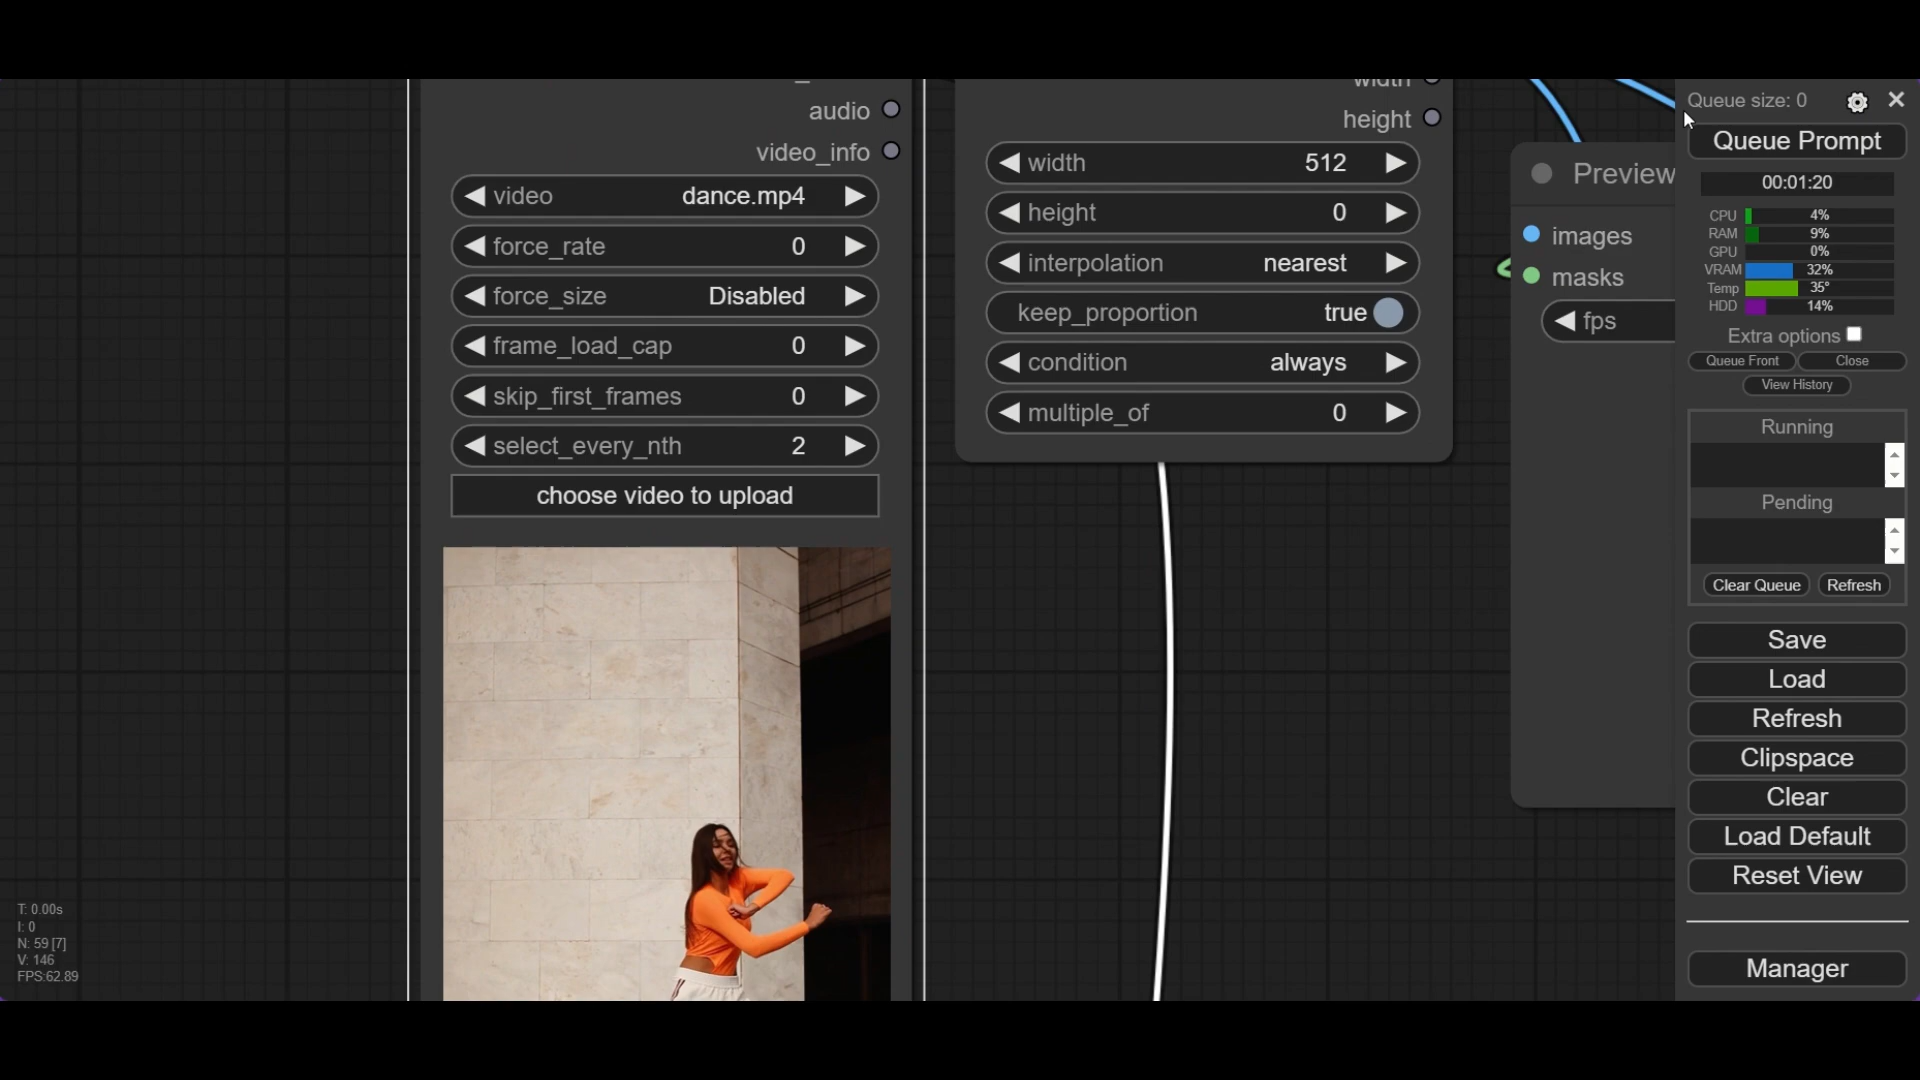 audio
video_info
video dance.mp4
force_rate 0
force_size Disabled
frame_load_cap 0
skip_first_frames 0
select_every_nth 2
choose video to upload
width
height
width 512
height 0
interpolation nearest
keep_proportion true
condition always
multiple_of 0
Preview
images
masks
fps
Queue size: 0
Queue Prompt
00:01:20
CPU 4%
RAM 9%
GPU 0%
VRAM 32%
Temp 35°
HDD 14%
Extra options
Queue Front Close
View History
Running
Pending
Clear Queue Refresh
Save
Load
Refresh
Clipspace
Clear
Load Default
Reset View
Manager
T: 0.00s
I: 0
N: 59 [7]
V: 146
FPS:62.89